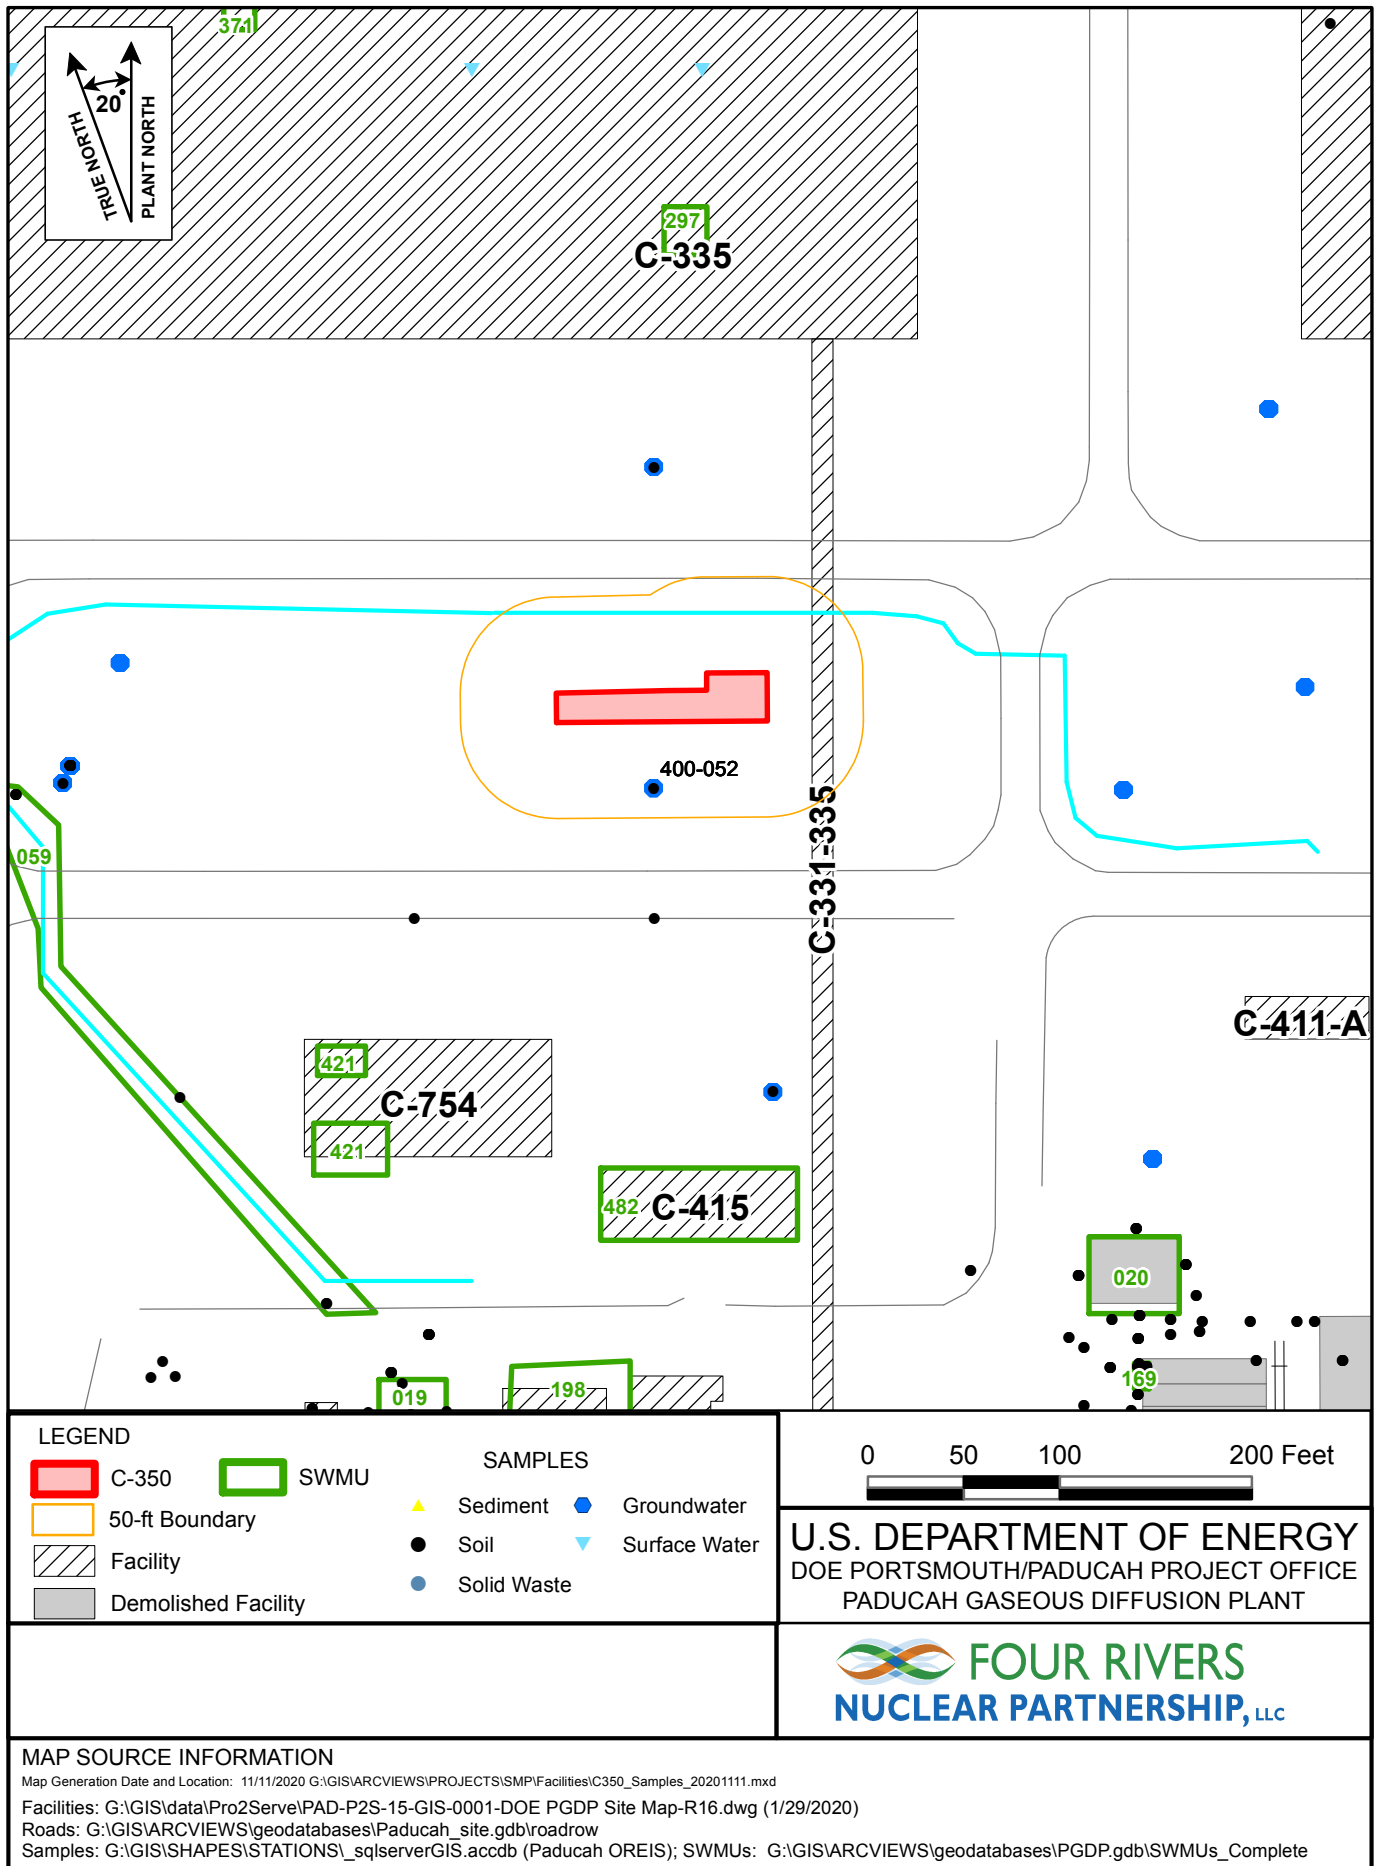 371
20°
TRUE NORTH
PLANT NORTH
297
C-335
400-052
C-331-335
059
C-411-A
421
C-754
421
482 C-415
020
169
019
198
LEGEND
C-350
SWMU
50-ft Boundary
Facility
Demolished Facility
SAMPLES
Sediment
Groundwater
Soil
Surface Water
Solid Waste
0 50 100 200 Feet
U.S. DEPARTMENT OF ENERGY
DOE PORTSMOUTH/PADUCAH PROJECT OFFICE
PADUCAH GASEOUS DIFFUSION PLANT
FOUR RIVERS
NUCLEAR PARTNERSHIP, LLC
MAP SOURCE INFORMATION
Map Generation Date and Location: 11/11/2020 G:\GIS\ARCVIEWS\PROJECTS\SMP\Facilities\C350_Samples_20201111.mxd
Facilities: G:\GIS\data\Pro2Serve\PAD-P2S-15-GIS-0001-DOE PGDP Site Map-R16.dwg (1/29/2020)
Roads: G:\GIS\ARCVIEWS\geodatabases\Paducah_site.gdb\roadrow
Samples: G:\GIS\SHAPES\STATIONS\_sqlserverGIS.accdb (Paducah OREIS); SWMUs: G:\GIS\ARCVIEWS\geodatabases\PGDP.gdb\SWMUs_Complete